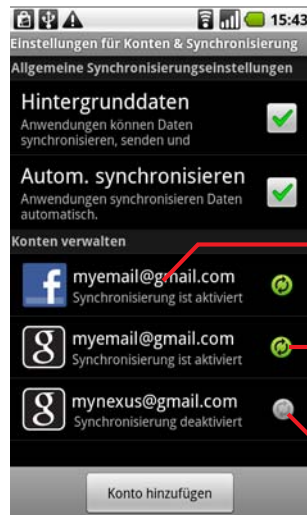 15:43
Einstellungen für Konten & Synchronisierung
Allgemeine Synchronisierungseinstellungen
Hintergrunddaten
Anwendungen können Daten
synchronisieren, senden und
Autom. synchronisieren
Anwendungen synchronisieren Daten
automatisch.
Konten verwalten
f
myemail@gmail.com
Synchronisierung ist aktiviert
g
myemail@gmail.com
Synchronisierung ist aktiviert
g
mynexus@gmail.com
Synchronisierung deaktiviert
Konto hinzufügen